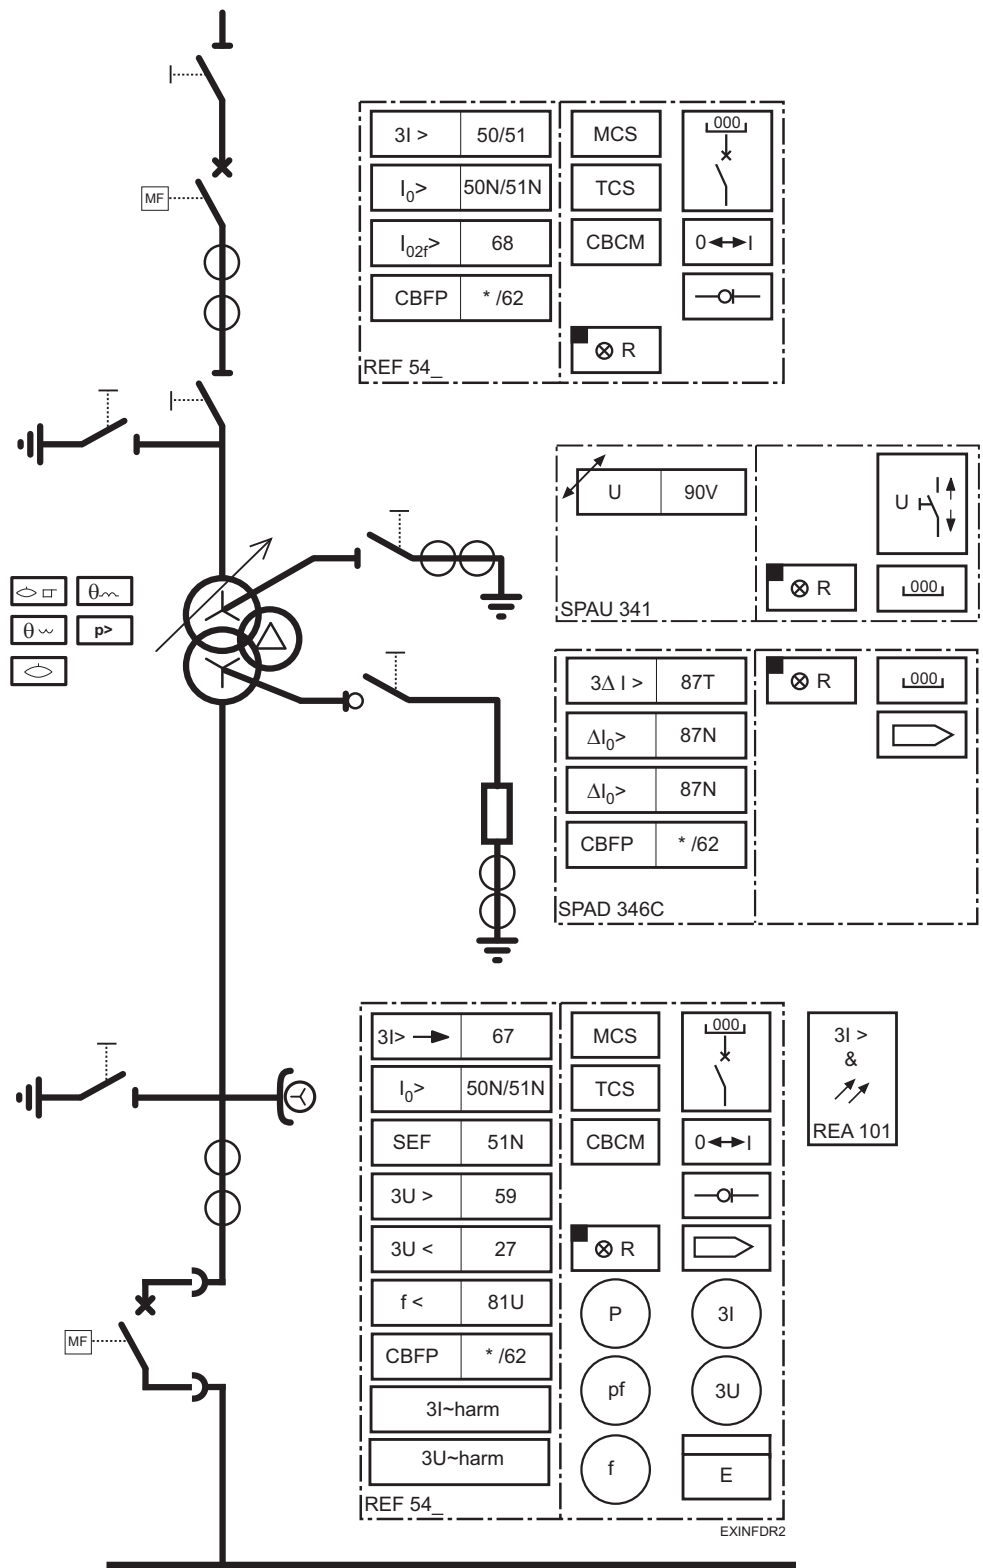 MF
3I > 50/51
I0> 50N/51N
I02f> 68
CBFP * /62
REF 54_
MCS
TCS
CBCM
R
000
0 I
θ
θ
p>
U 90V
SPAU 341
R
U I
000
3Δ I > 87T
ΔI0> 87N
ΔI0> 87N
CBFP * /62
SPAD 346C
R
000
3I> 67
I0> 50N/51N
SEF 51N
3U > 59
3U < 27
f < 81U
CBFP * /62
3I~harm
3U~harm
REF 54_
MCS
TCS
CBCM
R
000
0 I
P
3I
pf
3U
f
E
3I >
&
REA 101
MF
EXINFDR2